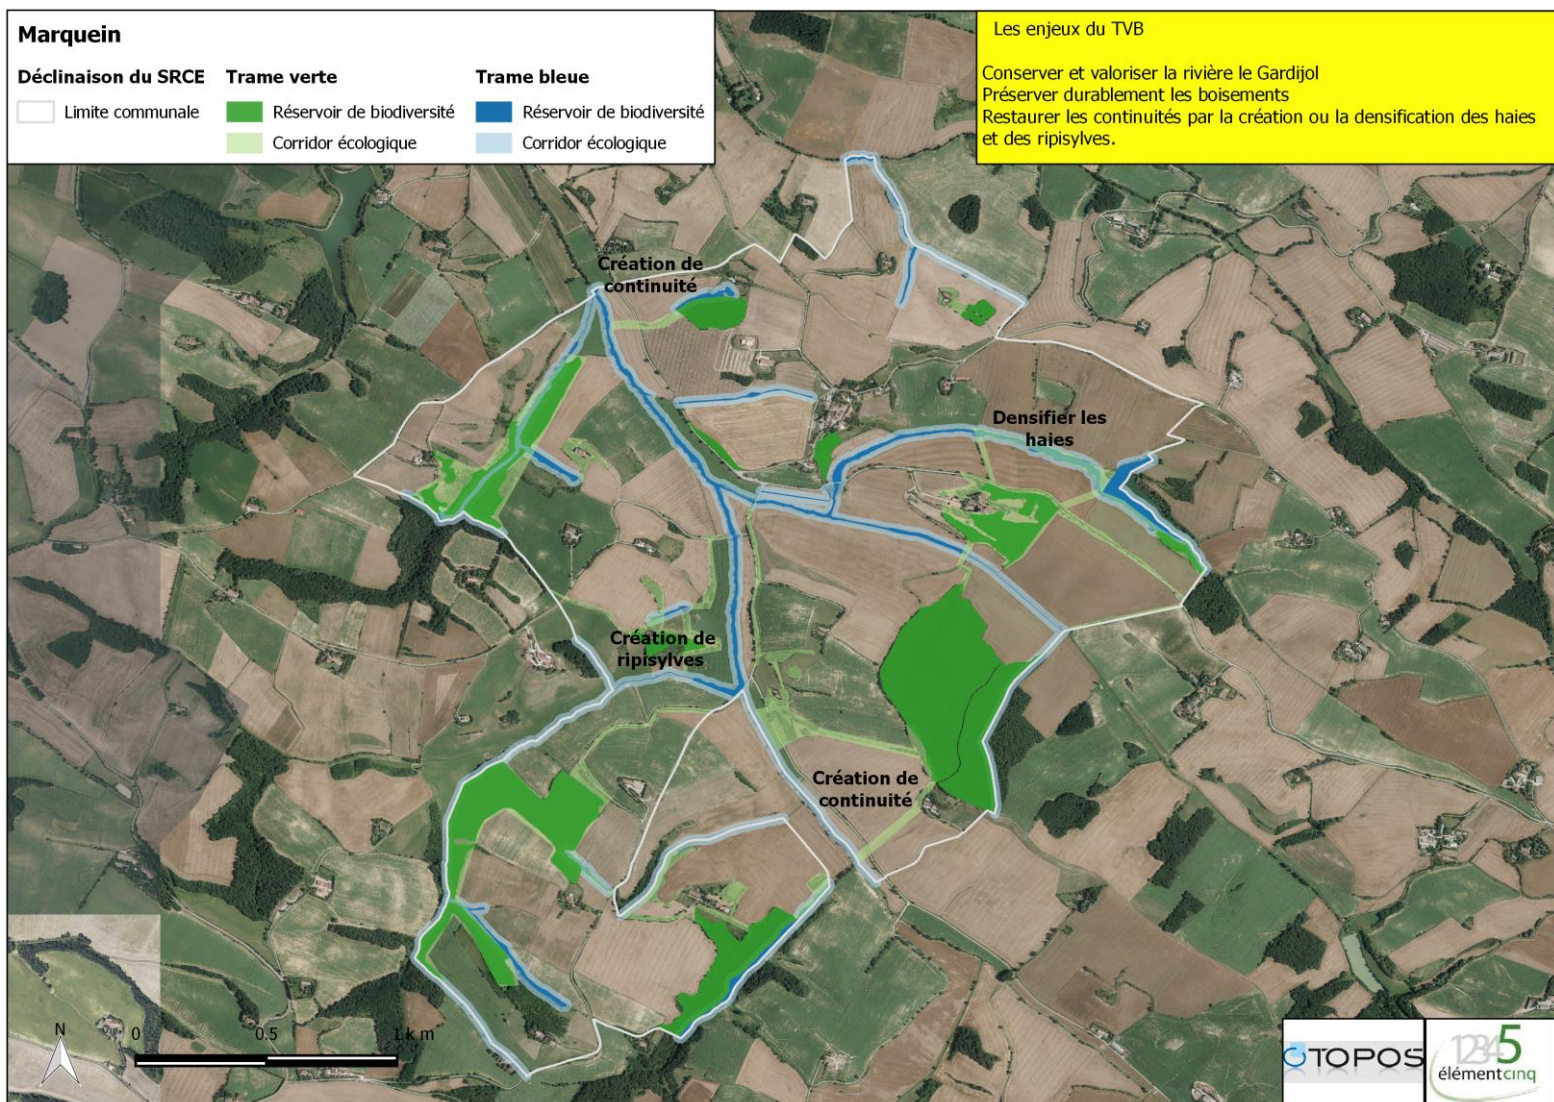 Marquein
Déclinaison du SRCE
Limite communale
Trame verte
Réservoir de biodiversité
Corridor écologique
Trame bleue
Réservoir de biodiversité
Corridor écologique
Les enjeux du TVB
Conserver et valoriser la rivière le Gardijol
Préserver durablement les boisements
Restaurer les continuités par la création ou la densification des haies
et des ripisylves.
Création de
continuité
Densifier les
haies
Création de
ripisylves
Création de
continuité
N
0 0.5 1 km
TOPOS
12345
élémentcinq